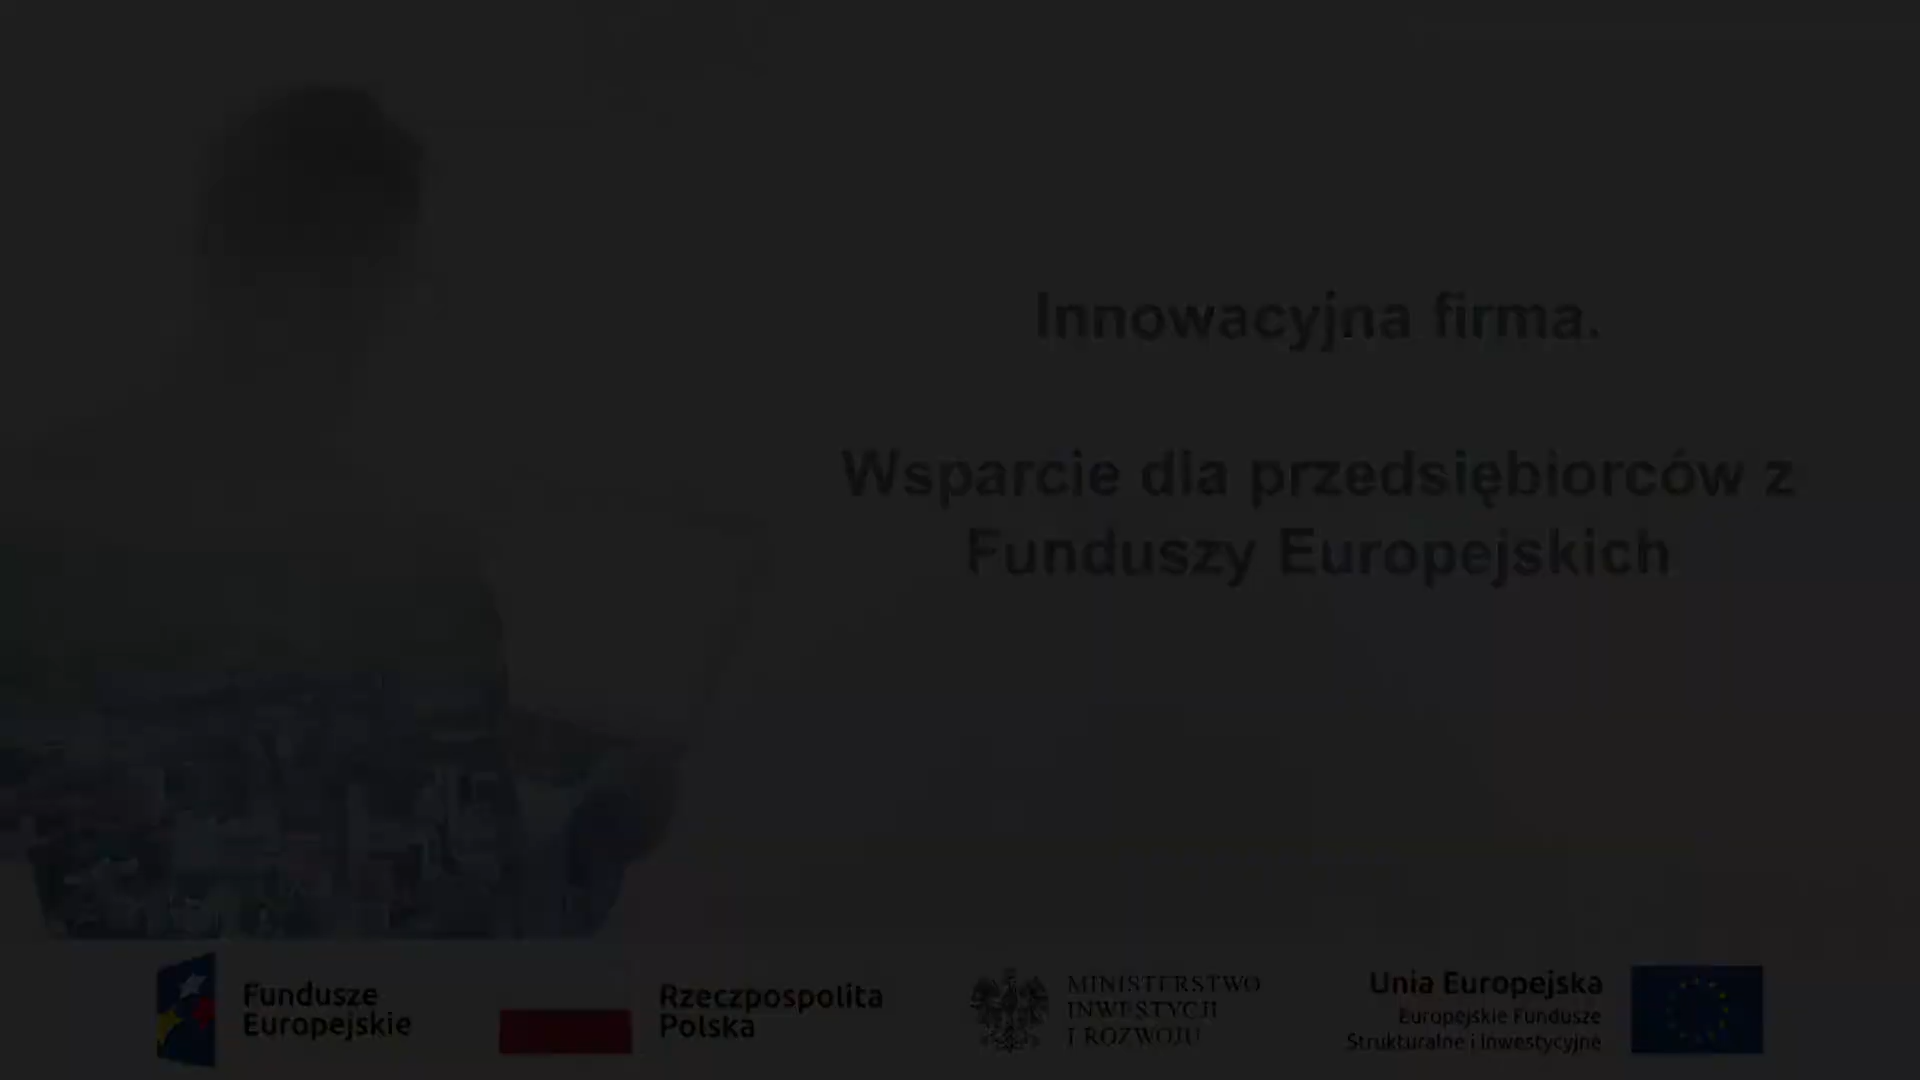 Innowacyjna firma.
Wsparcie dla przedsiębiorców z
Funduszy Europejskich
Fundusze
Europejskie
Rzeczpospolita
Polska
MINISTERSTWO
INWESTYCJI
I ROZWOJU
Unia Europejska
Europejskie Fundusze
Strukturalne i Inwestycyjne